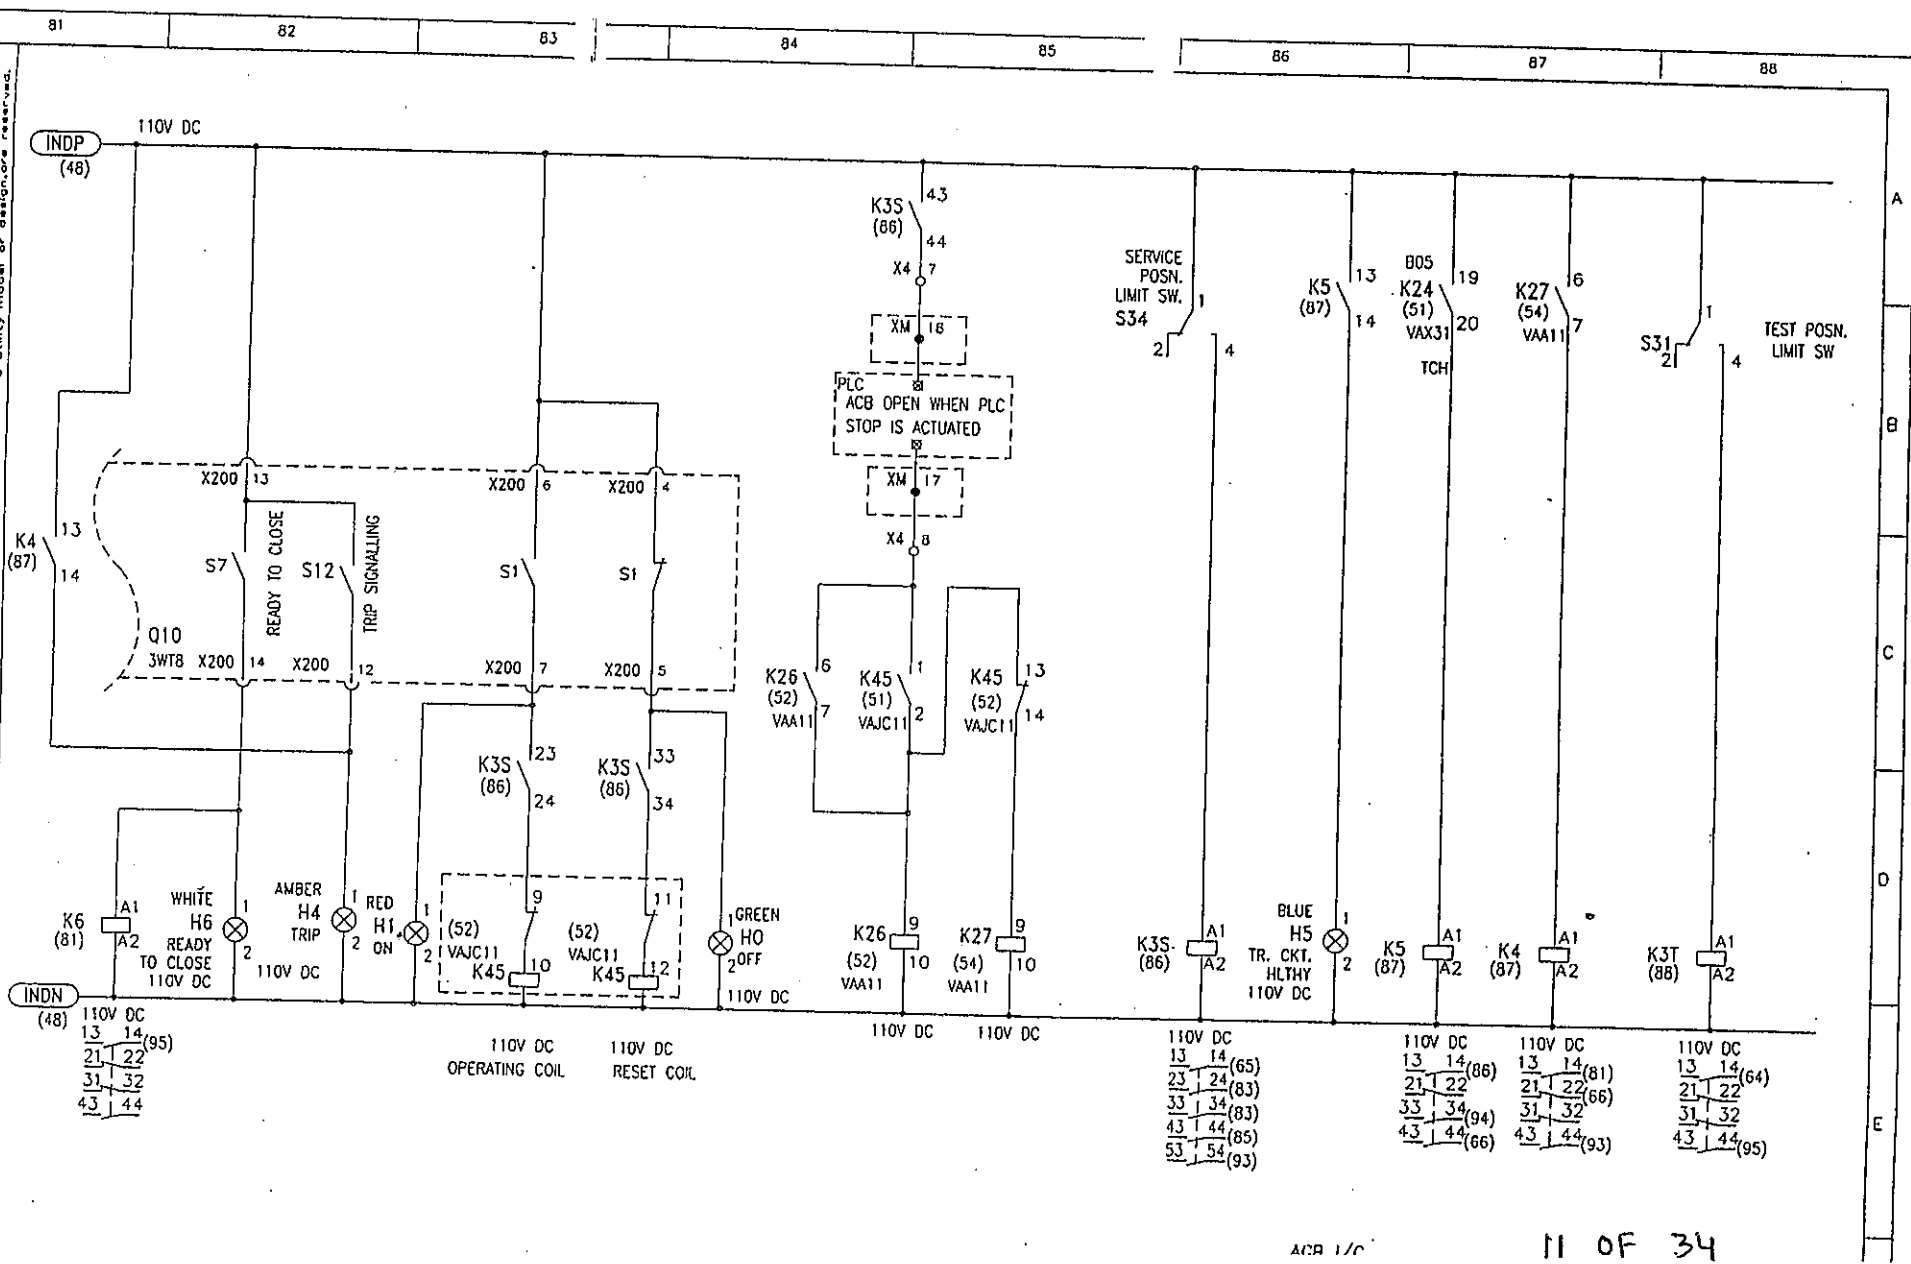 81
82
83
84
85
86
87
88
A
B
C
D
E
INDP
(48)
110V DC
K3S
(86)
43
44
X4 7
XM 18
PLC
ACB OPEN WHEN PLC
STOP IS ACTUATED
XM 17
X4 8
SERVICE
POSN.
LIMIT SW.
S34
1
2
4
K5
(87)
13
14
B05
K24
(51)
VAX31
19
20
TCH
K27
(54)
VAA11
6
7
S31
1
2
4
TEST POSN.
LIMIT SW
K4
(87)
13
14
X200 13
X200 6
X200 4
S7
READY TO CLOSE
S12
TRIP SIGNALLING
S1
S1
Q10
3WT8
X200 14
X200 12
X200 7
X200 5
K26
(52)
VAA11
6
7
K45
(51)
VAJC11
1
2
K45
(52)
VAJC11
13
14
K3S
(86)
23
24
K3S
(86)
33
34
K6
(81)
A1
A2
WHITE
H6
READY
TO CLOSE
110V DC
1
2
AMBER
H4
TRIP
110V DC
1
2
RED
H1
ON
1
2
(52)
VAJC11
K45
9
10
(52)
VAJC11
K45
11
12
GREEN
H0
OFF
1
2
110V DC
K26
(52)
VAA11
9
10
K27
(54)
VAA11
9
10
K3S
(86)
A1
A2
BLUE
H5
TR. CKT.
HLTHY
110V DC
1
2
K5
(87)
A1
A2
K4
(87)
A1
A2
K3T
(88)
A1
A2
INDN
(48)
110V DC
13 14 (95)
21 22
31 32
43 44
110V DC
OPERATING COIL
110V DC
RESET COIL
110V DC
110V DC
110V DC
13 14 (65)
23 24 (83)
33 34 (83)
43 44 (85)
53 54 (93)
110V DC
13 14 (86)
21 22
33 34 (94)
43 44 (66)
110V DC
13 14 (81)
21 22 (66)
31 32
43 44 (93)
110V DC
13 14 (64)
21 22
31 32
43 44 (95)
11 OF 34